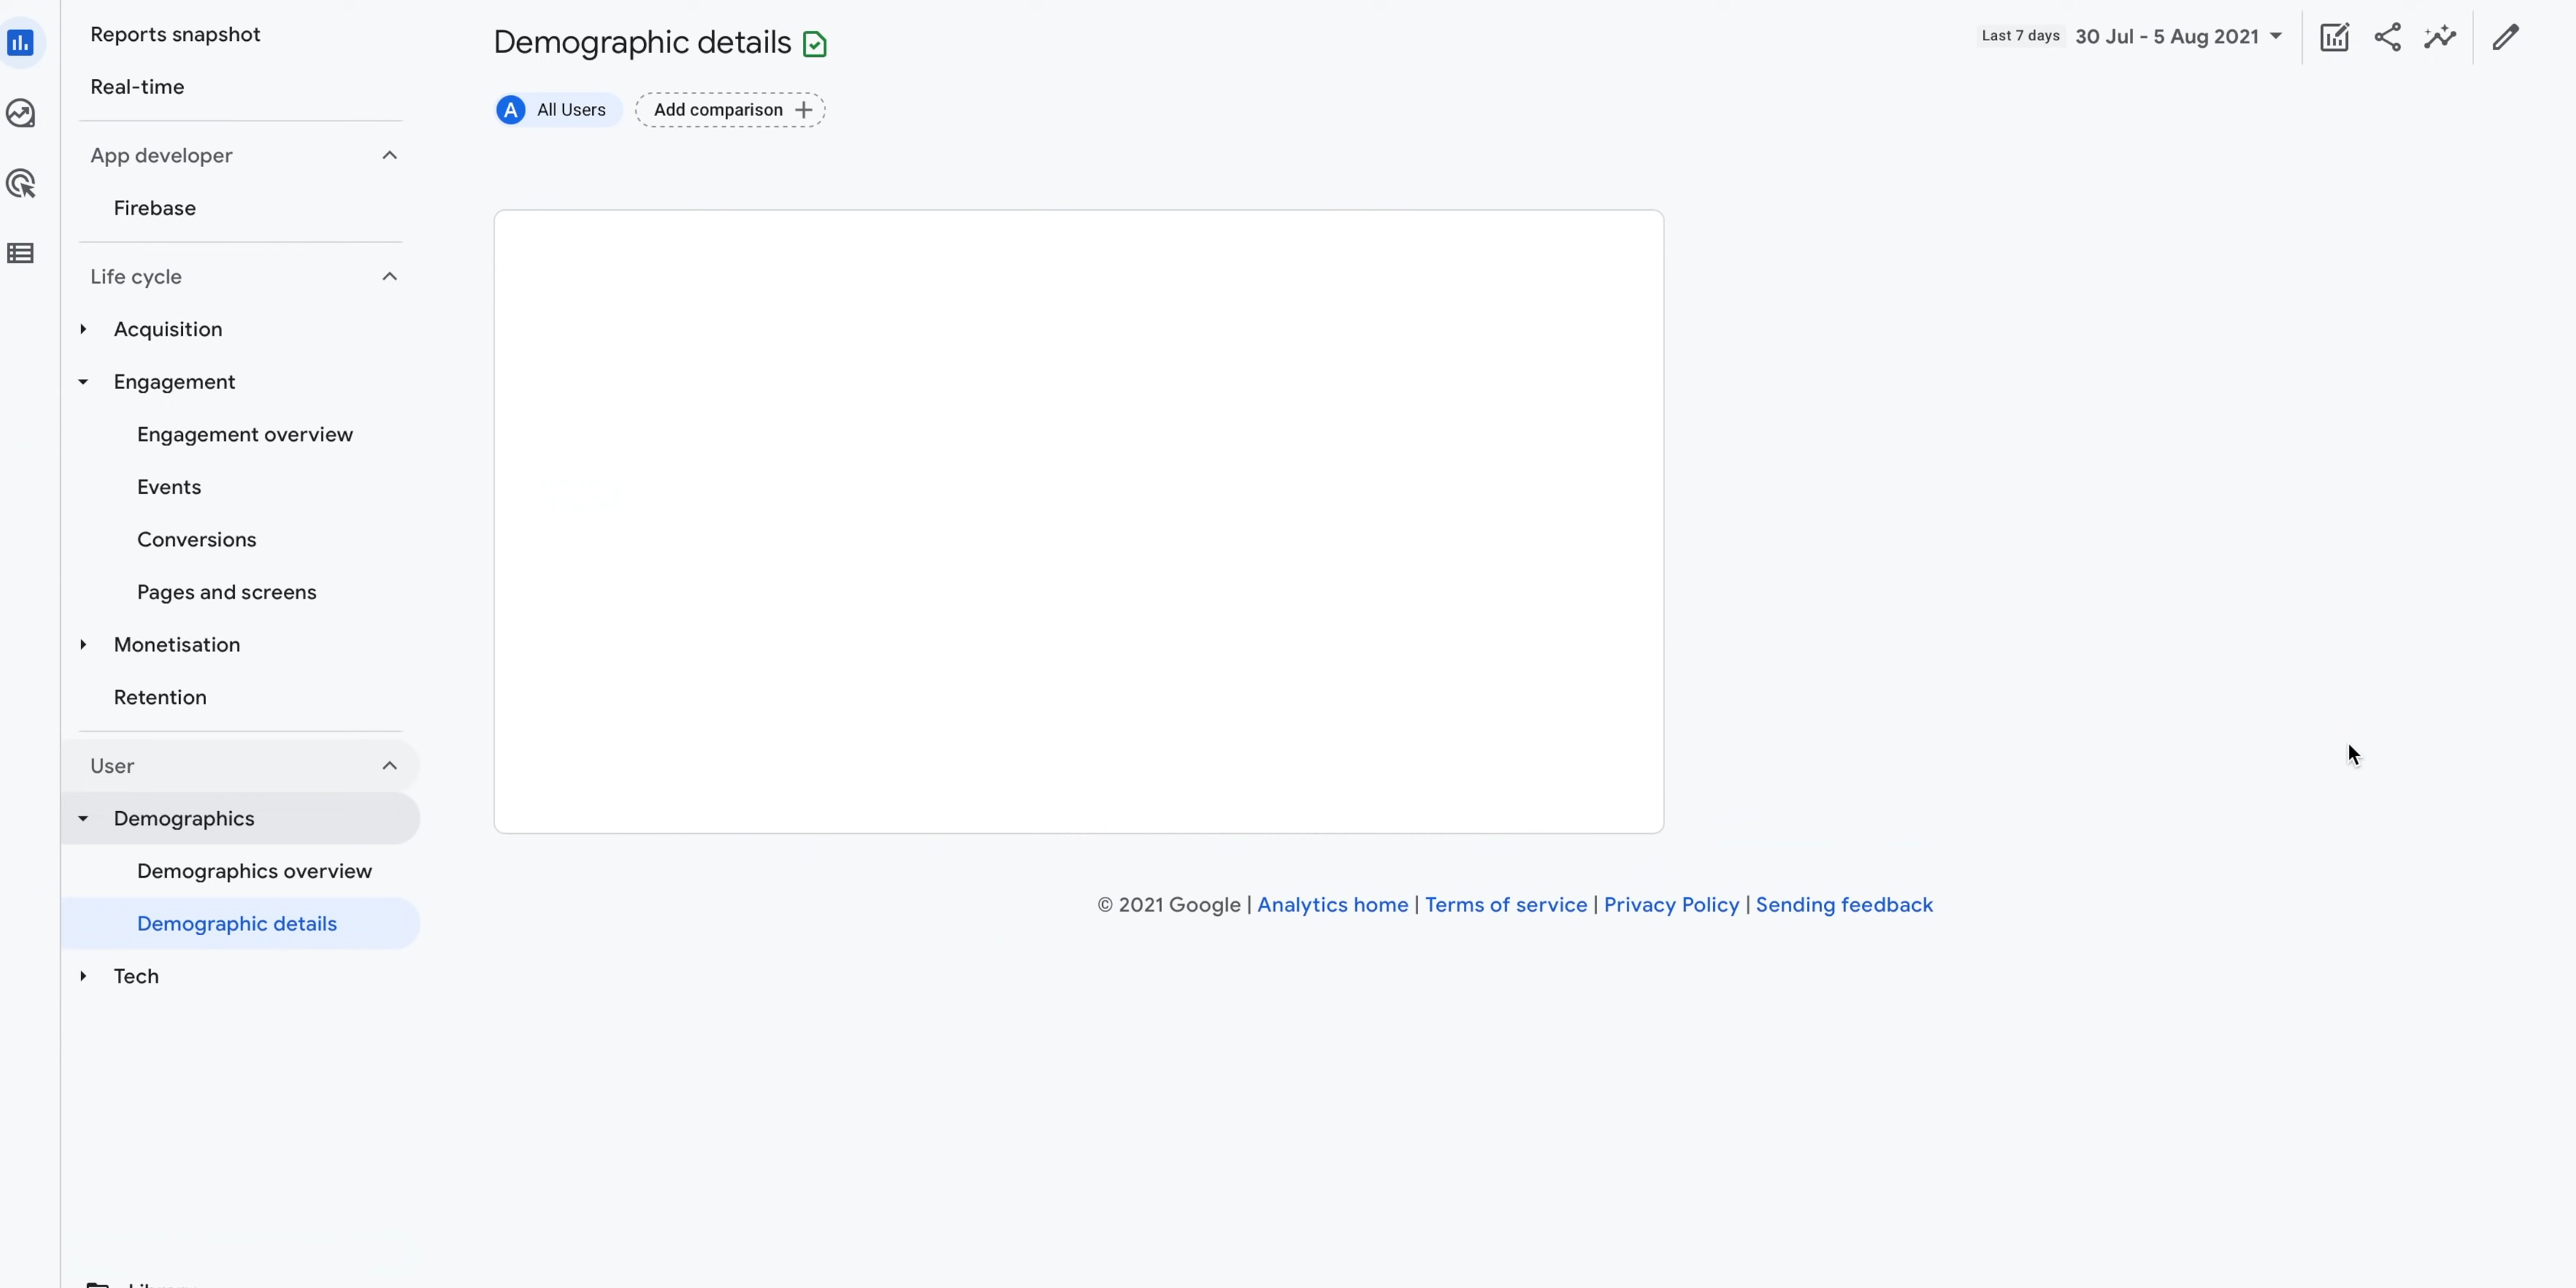 Reports snapshot
Real-time
App developer
Firebase
Life cycle
Acquisition
Engagement
Engagement overview
Events
Conversions
Pages and screens
Monetisation
Retention
User
Demographics
Demographics overview
Demographic details
Tech
Demographic details
Last 7 days 30 Jul - 5 Aug 2021
A All Users Add comparison
© 2021 Google | Analytics home | Terms of service | Privacy Policy | Sending feedback